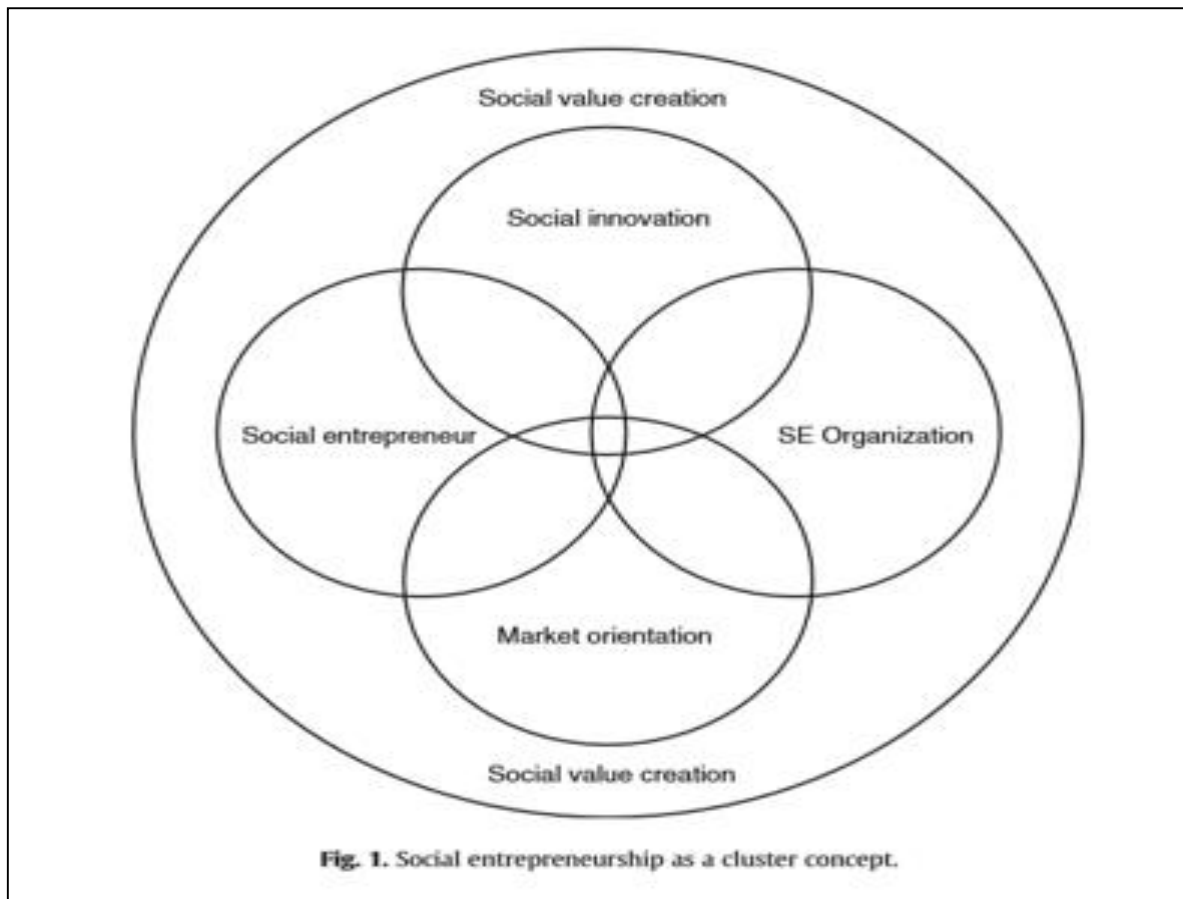 Social value creation
Social innovation
Social entrepreneur
SE Organization
Market orientation
Social value creation
Fig. 1. Social entrepreneurship as a cluster concept.